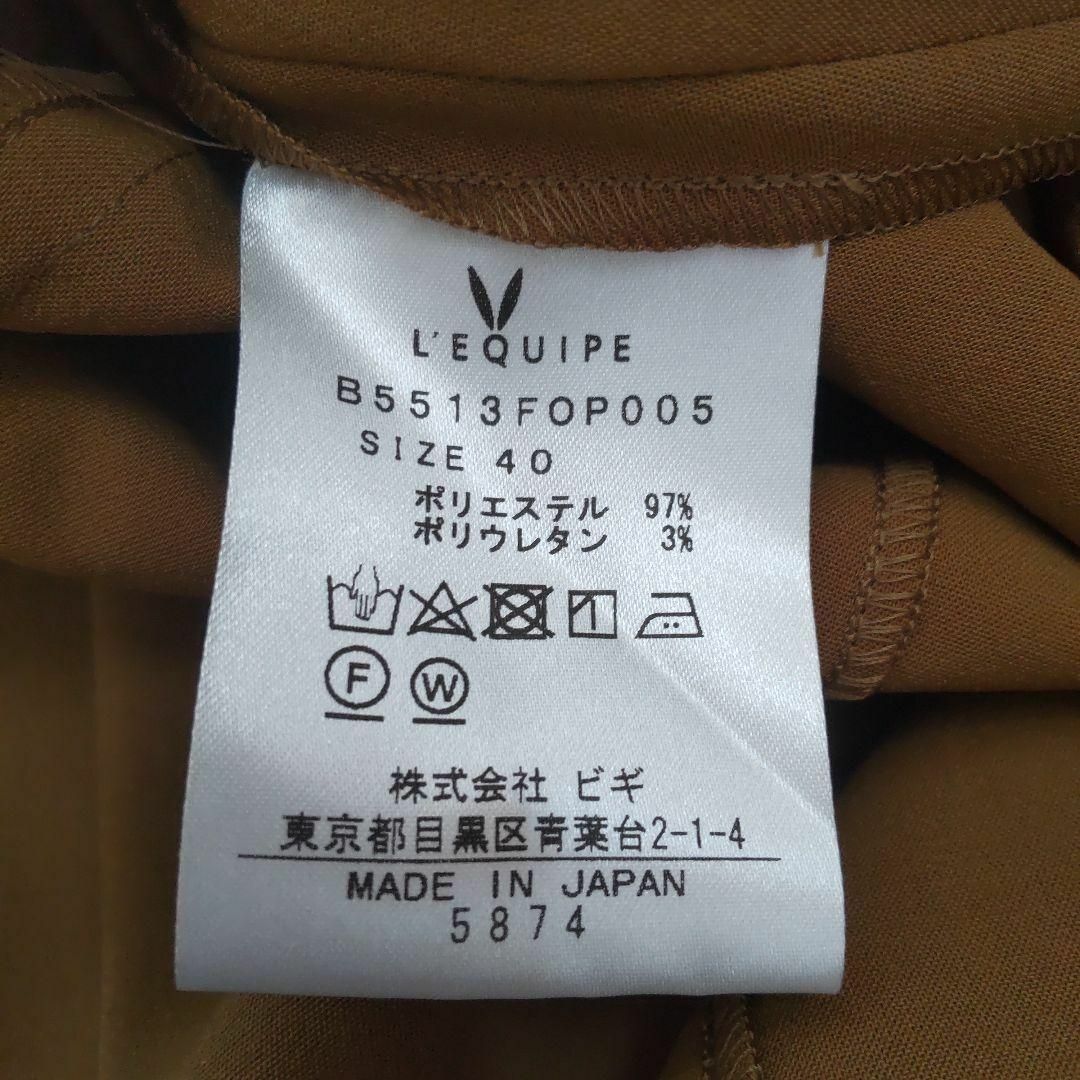 L'EQUIPE
B5513FOP005
SIZE 40
ポリエステル 97%
ポリウレタン 3%
F W
株式会社 ビギ
東京都目黒区青葉台2-1-4
MADE IN JAPAN
5874